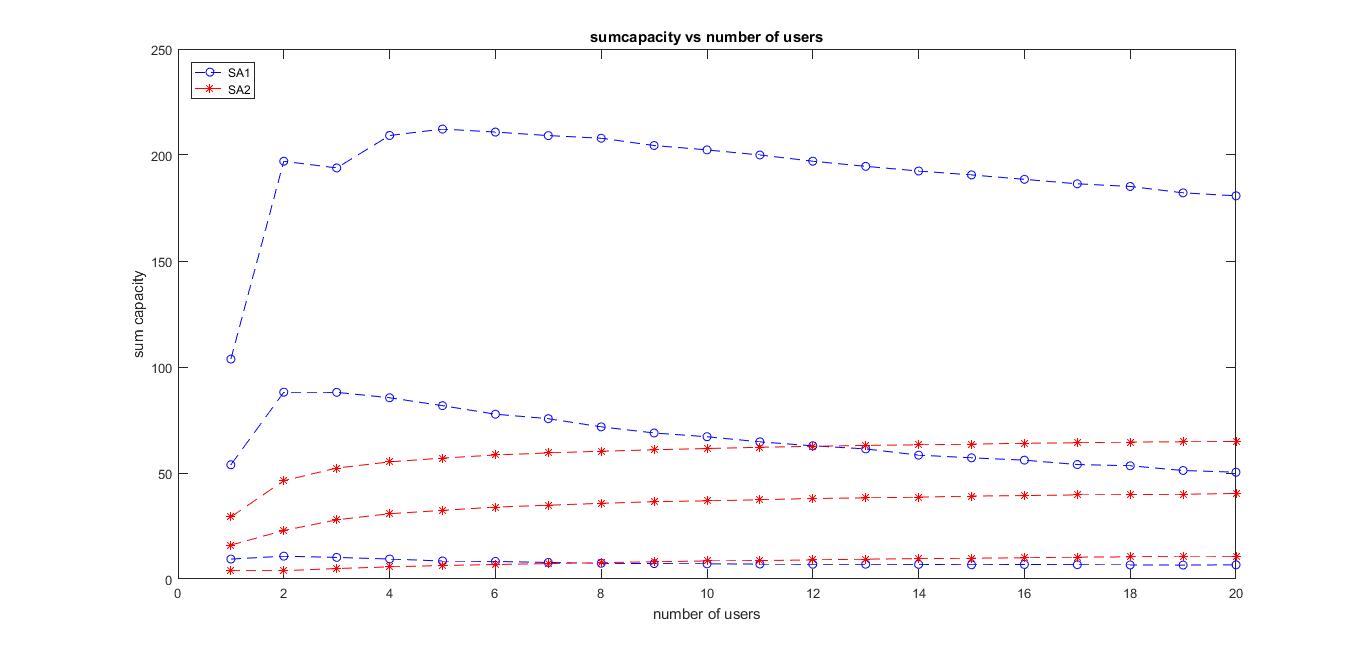 sumcapacity vs number of users
250
200
150
100
50
0
sum capacity
SA1
SA2
0 2 4 6 8 10 12 14 16 18 20
number of users